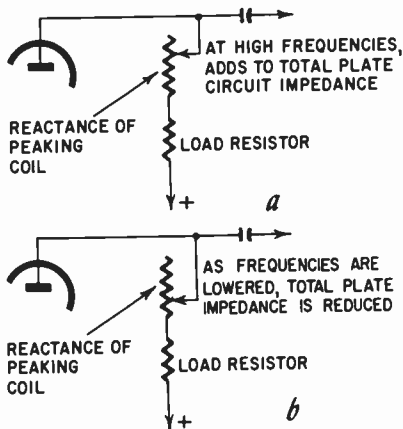 AT HIGH FREQUENCIES,
ADDS TO TOTAL PLATE
CIRCUIT IMPEDANCE
REACTANCE OF
PEAKING
COIL
LOAD RESISTOR
+
a
AS FREQUENCIES ARE
LOWERED, TOTAL PLATE
IMPEDANCE IS REDUCED
REACTANCE OF
PEAKING
COIL
LOAD RESISTOR
+
b